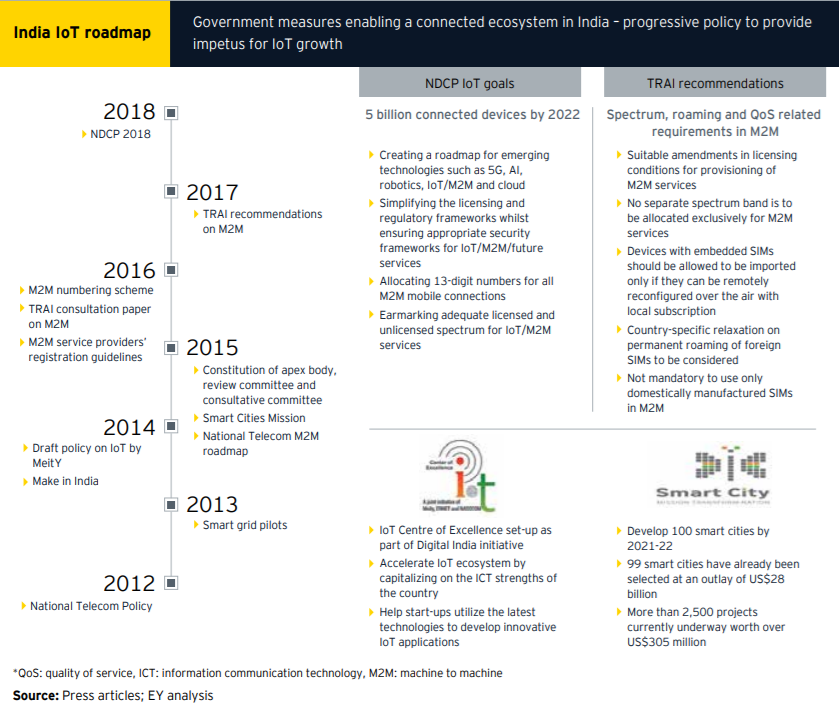 India IoT roadmap
Government measures enabling a connected ecosystem in India – progressive policy to provide
impetus for IoT growth
2018
NDCP 2018
2017
TRAI recommendations
on M2M
2016
M2M numbering scheme
TRAI consultation paper
on M2M
M2M service providers'
registration guidelines
2015
Constitution of apex body,
review committee and
consultative committee
Smart Cities Mission
National Telecom M2M
roadmap
2014
Draft policy on IoT by
MeitY
Make in India
2013
Smart grid pilots
2012
National Telecom Policy
NDCP IoT goals
5 billion connected devices by 2022
Creating a roadmap for emerging
technologies such as 5G, AI,
robotics, IoT/M2M and cloud
Simplifying the licensing and
regulatory frameworks whilst
ensuring appropriate security
frameworks for IoT/M2M/future
services
Allocating 13-digit numbers for all
M2M mobile connections
Earmarking adequate licensed and
unlicensed spectrum for IoT/M2M
services
TRAI recommendations
Spectrum, roaming and QoS related
requirements in M2M
Suitable amendments in licensing
conditions for provisioning of
M2M services
No separate spectrum band is to
be allocated exclusively for M2M
services
Devices with embedded SIMs
should be allowed to be imported
only if they can be remotely
reconfigured over the air with
local subscription
Country-specific relaxation on
permanent roaming of foreign
SIMs to be considered
Not mandatory to use only
domestically manufactured SIMs
in M2M
Center of
Excellence
IoT
A joint initiative of
MeitY, ERNET and NASSCOM
IoT Centre of Excellence set-up as
part of Digital India initiative
Accelerate IoT ecosystem by
capitalizing on the ICT strengths of
the country
Help start-ups utilize the latest
technologies to develop innovative
IoT applications
Smart City
MISSION TRANSFORM-NATION
Develop 100 smart cities by
2021-22
99 smart cities have already been
selected at an outlay of US$28
billion
More than 2,500 projects
currently underway worth over
US$305 million
*QoS: quality of service, ICT: information communication technology, M2M: machine to machine
Source: Press articles; EY analysis